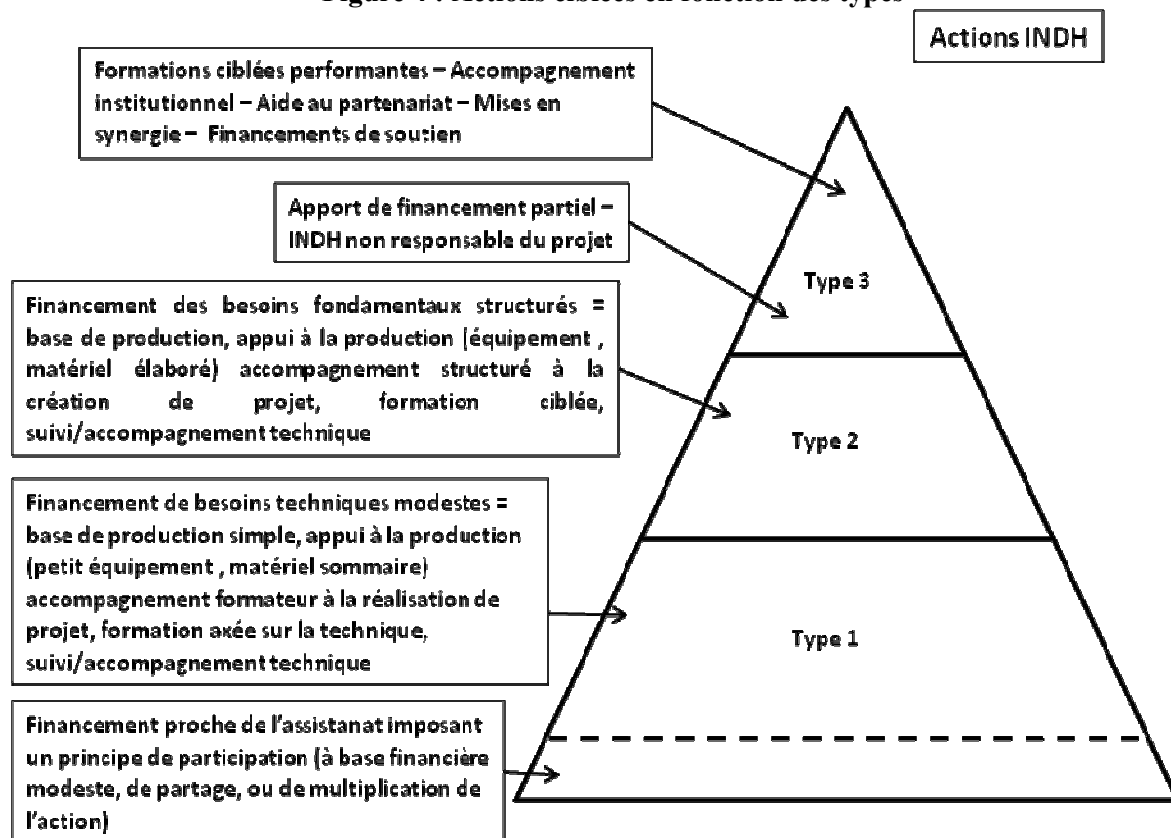 Actions INDH
Formations ciblées performantes – Accompagnement
institutionnel – Aide au partenariat – Mises en
synergie – Financements de soutien
Apport de financement partiel –
INDH non responsable du projet
Type 3
Financement des besoins fondamentaux structurés =
base de production, appui à la production (équipement ,
matériel élaboré) accompagnement structuré à la
création de projet, formation ciblée,
suivi/accompagnement technique
Type 2
Financement de besoins techniques modestes =
base de production simple, appui à la production
(petit équipement , matériel sommaire)
accompagnement formateur à la réalisation de
projet, formation axée sur la technique,
suivi/accompagnement technique
Type 1
Financement proche de l'assistanat imposant
un principe de participation (à base financière
modeste, de partage, ou de multiplication de
l'action)